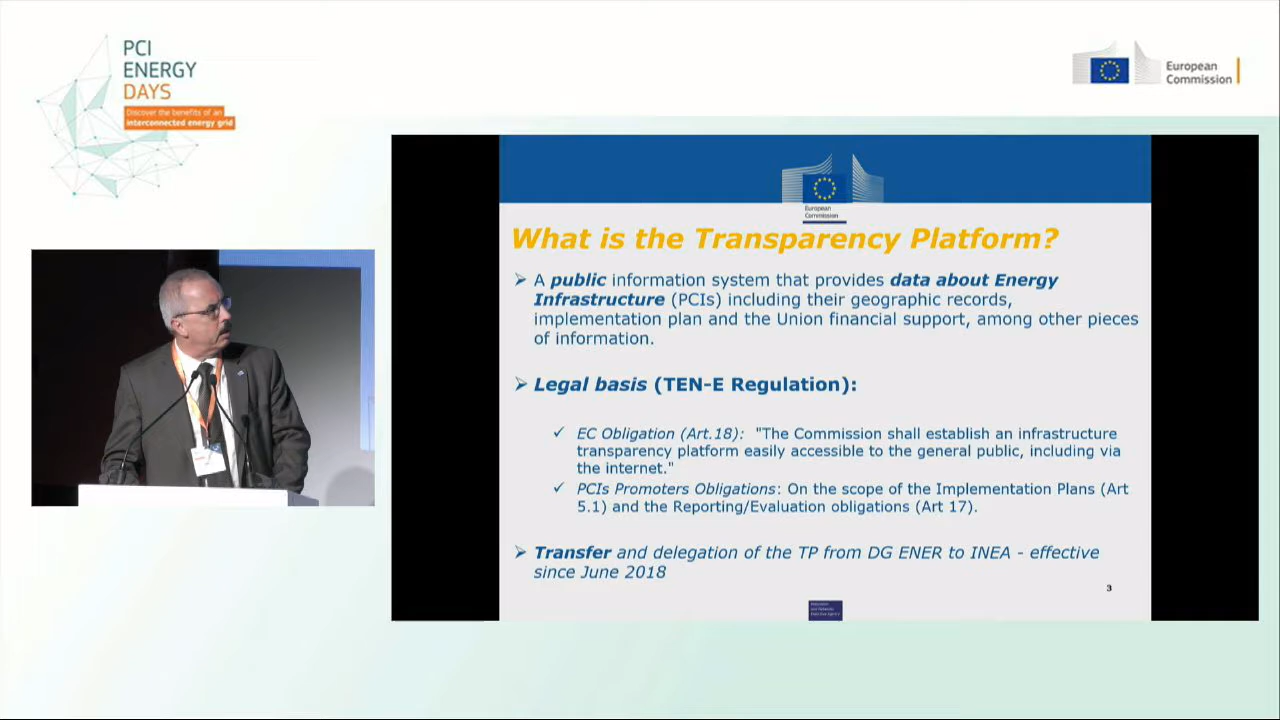 PCI
ENERGY
DAYS
Discover the benefits of an
interconnected energy grid
European
Commission
European
Commission
What is the Transparency Platform?
A public information system that provides data about Energy
Infrastructure (PCIs) including their geographic records,
implementation plan and the Union financial support, among other pieces
of information.
Legal basis (TEN-E Regulation):
EC Obligation (Art.18): "The Commission shall establish an infrastructure
transparency platform easily accessible to the general public, including via
the internet."
PCIs Promoters Obligations: On the scope of the Implementation Plans (Art
5.1) and the Reporting/Evaluation obligations (Art 17).
Transfer and delegation of the TP from DG ENER to INEA - effective
since June 2018
3